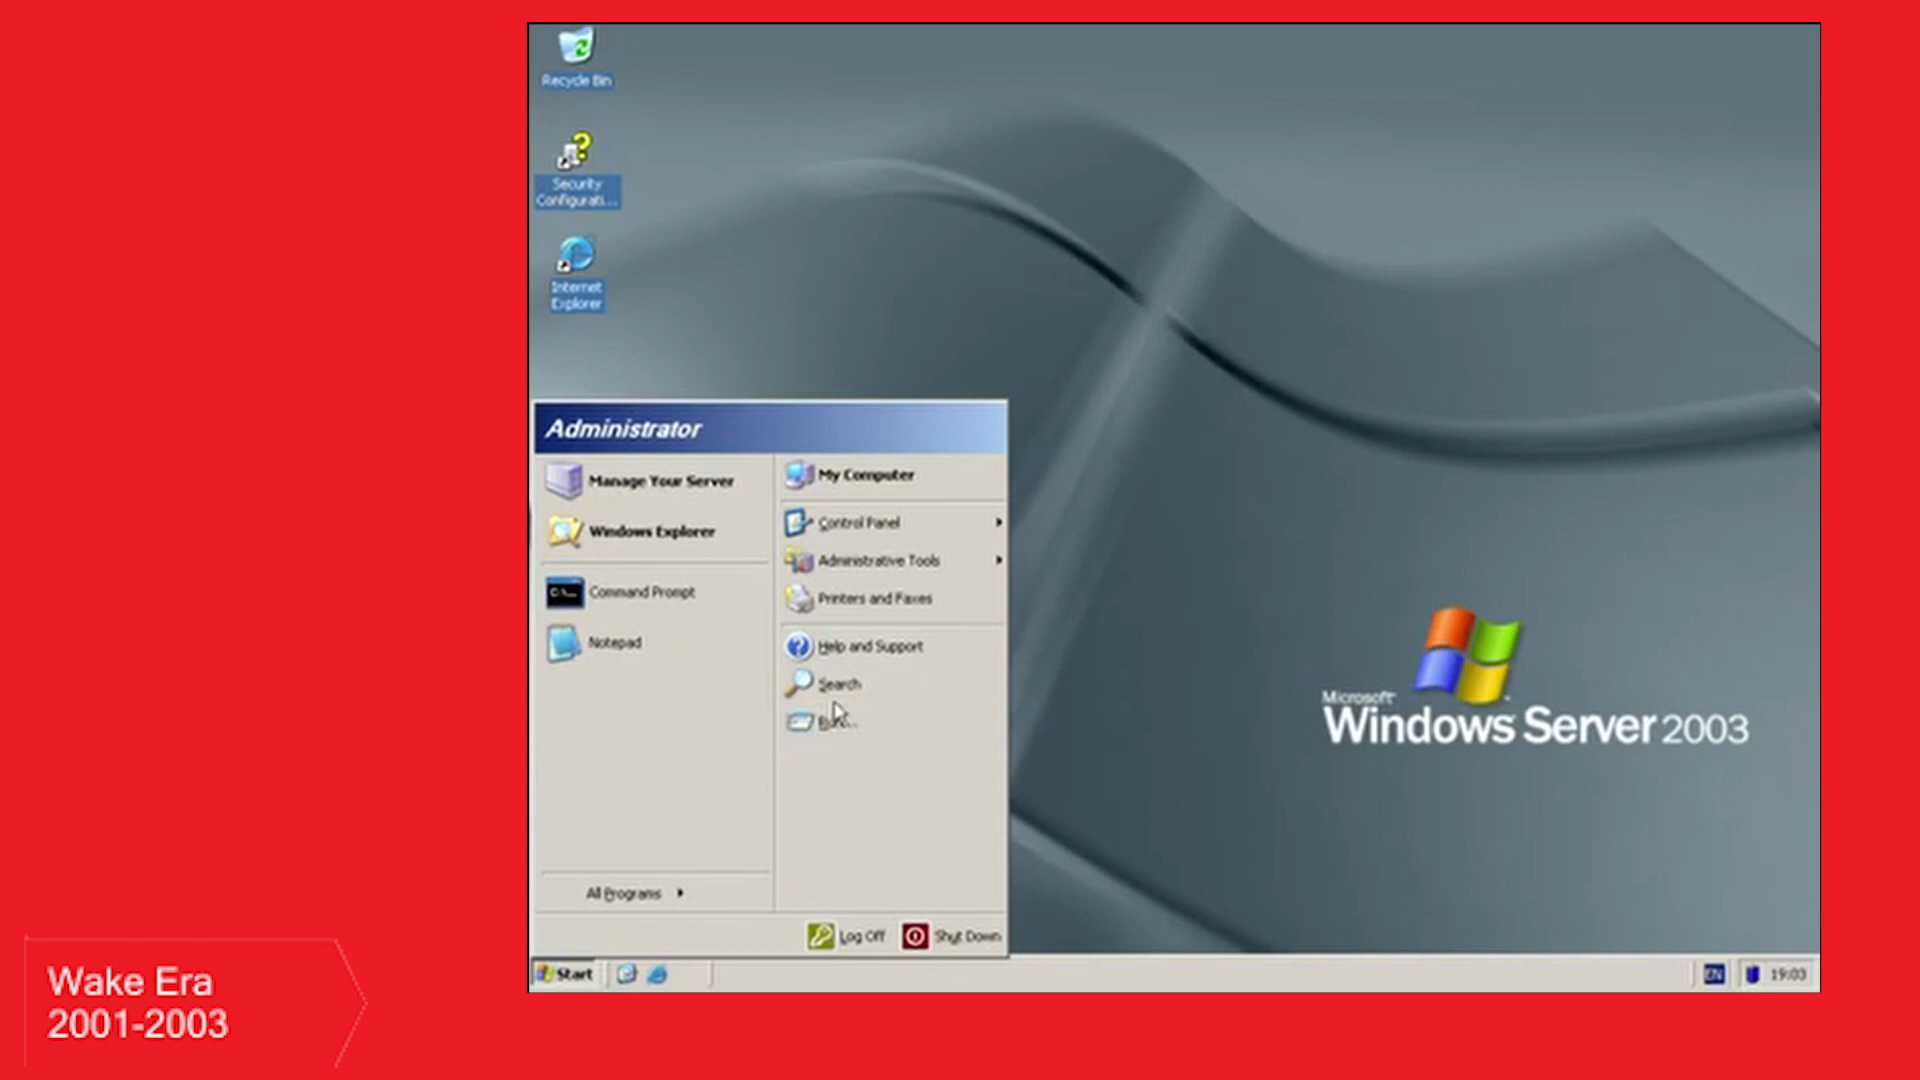 Recycle Bin
Security
Configurati...
Internet
Explorer
Administrator
Manage Your Server
Windows Explorer
Command Prompt
Notepad
All Programs
My Computer
Control Panel
Administrative Tools
Printers and Faxes
Help and Support
Search
Run...
Log Off
Shut Down
Microsoft
Windows Server 2003
Start
EN
19:03
Wake Era
2001-2003